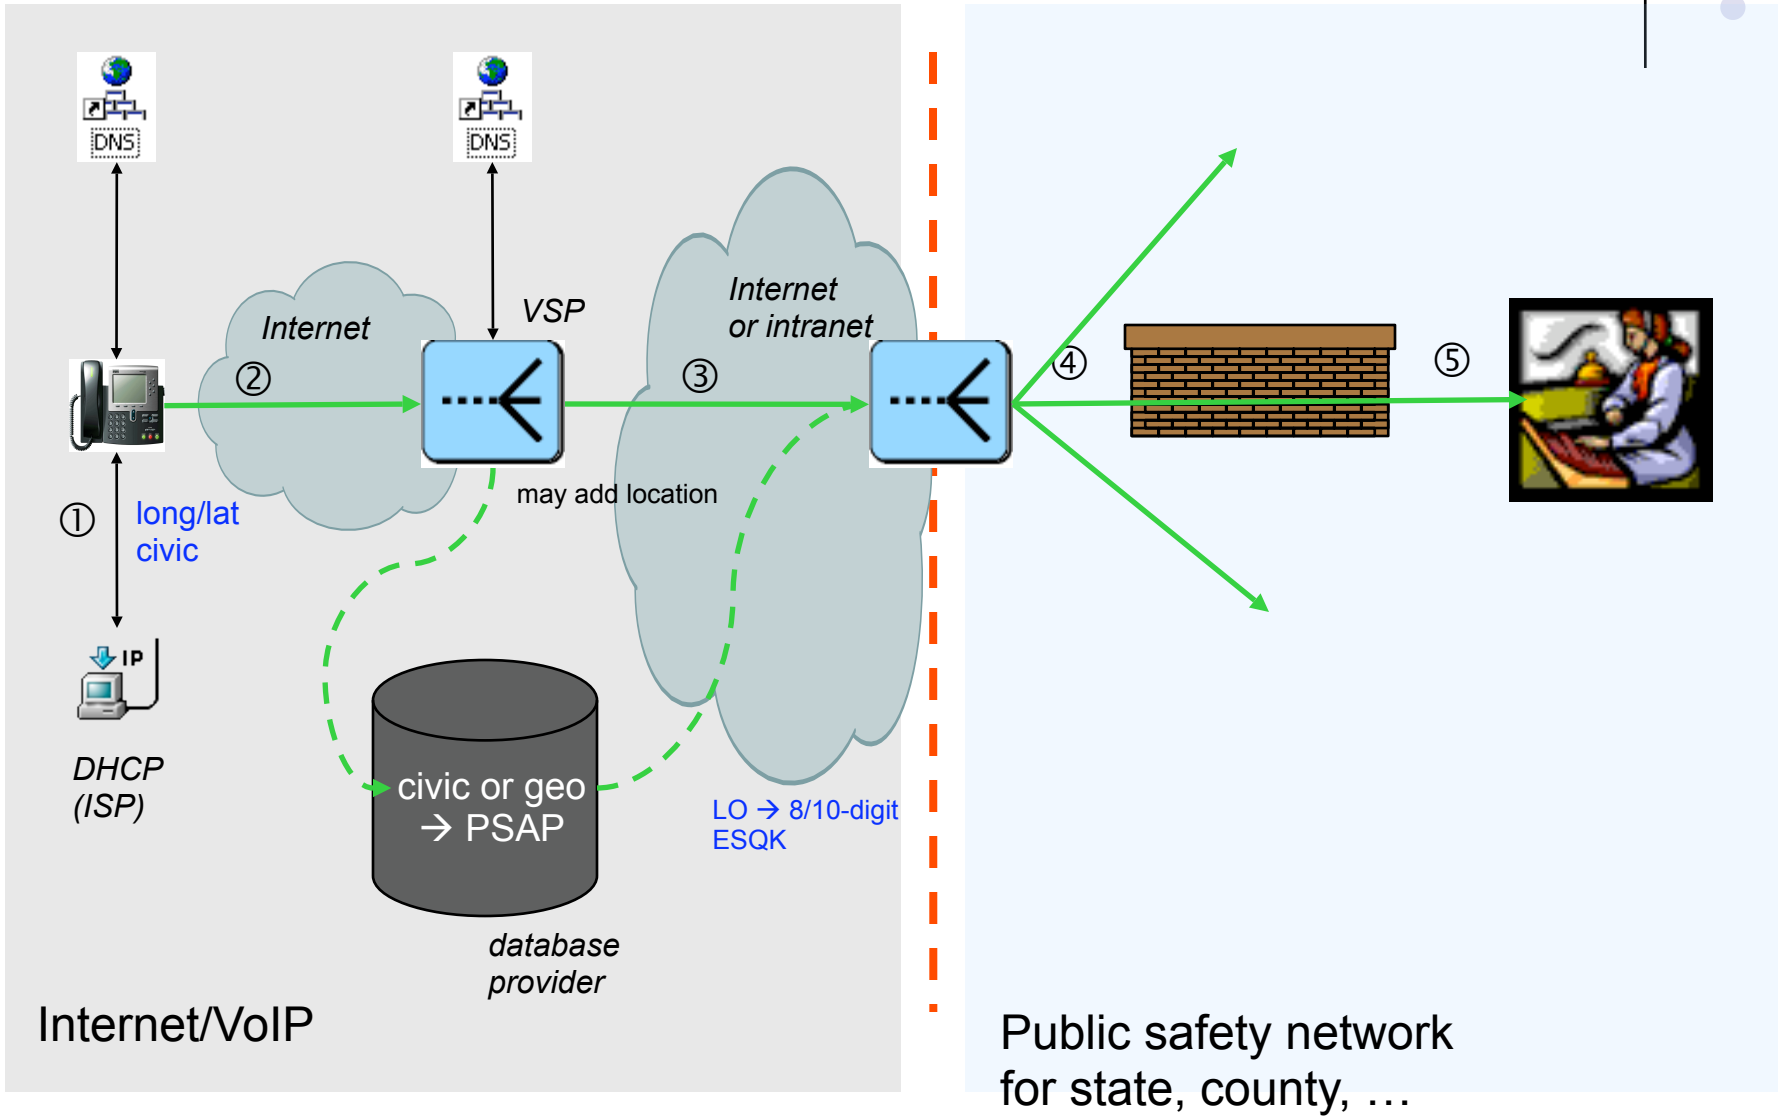 DNS
DNS
Internet
VSP
Internet
or intranet
②
③
④
⑤
①
long/lat
civic
may add location
IP
DHCP
(ISP)
civic or geo
→ PSAP
LO → 8/10-digit
ESQK
database
provider
Internet/VoIP
Public safety network
for state, county, …